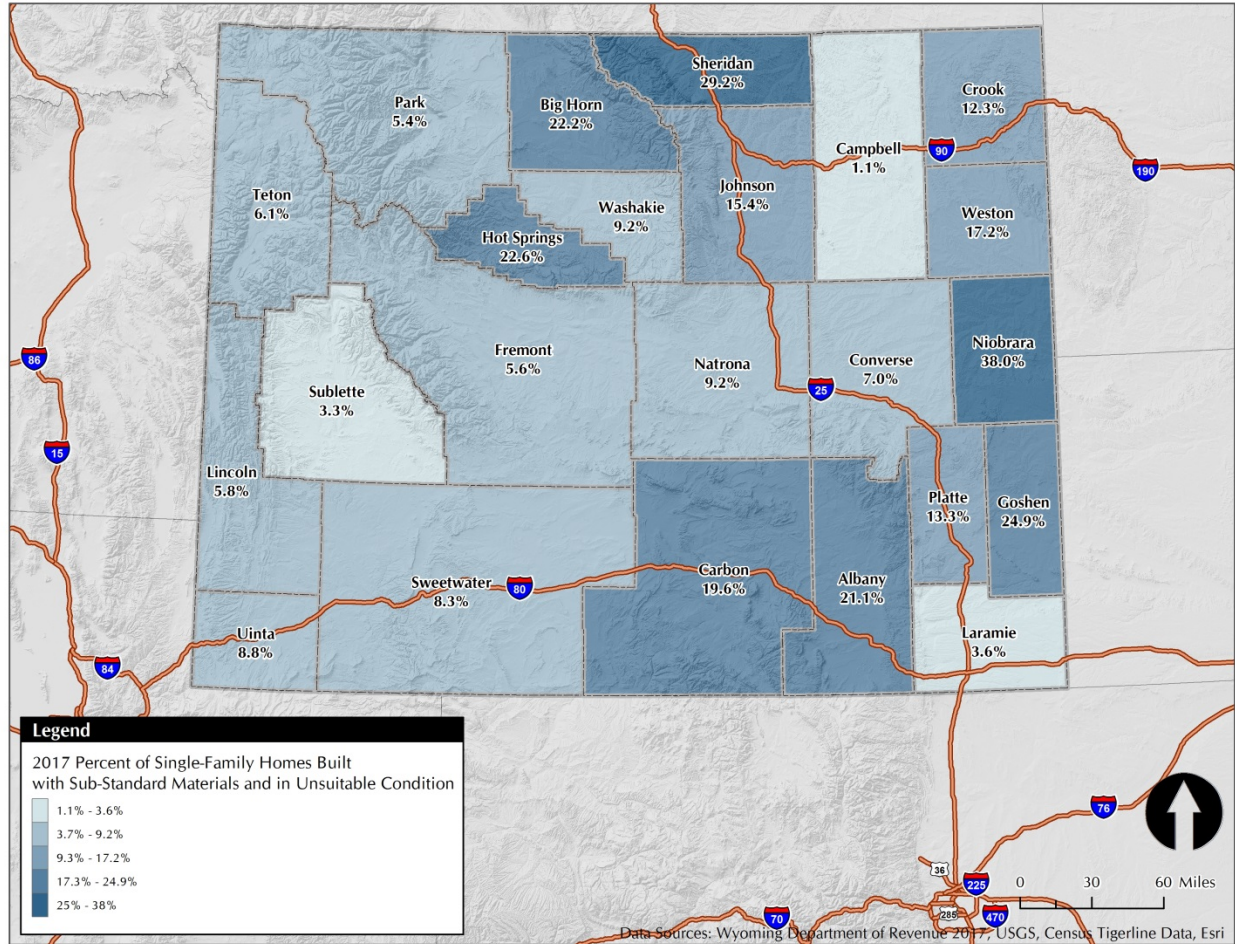 Sheridan
29.2%
Crook
12.3%
Park
5.4%
Big Horn
22.2%
Campbell
1.1%
90
190
Teton
6.1%
Washakie
9.2%
Johnson
15.4%
Weston
17.2%
Hot Springs
22.6%
86
Fremont
5.6%
Natrona
9.2%
Converse
7.0%
Niobrara
38.0%
25
Sublette
3.3%
15
Lincoln
5.8%
Platte
13.3%
Goshen
24.9%
Sweetwater
8.3%
80
Carbon
19.6%
Albany
21.1%
Uinta
8.8%
Laramie
3.6%
84
Legend
2017 Percent of Single-Family Homes Built
with Sub-Standard Materials and in Unsuitable Condition
1.1% - 3.6%
3.7% - 9.2%
9.3% - 17.2%
17.3% - 24.9%
25% - 38%
76
36
225
0 30 60 Miles
285
470
70
Data Sources: Wyoming Department of Revenue 2017, USGS, Census Tigerline Data, Esri